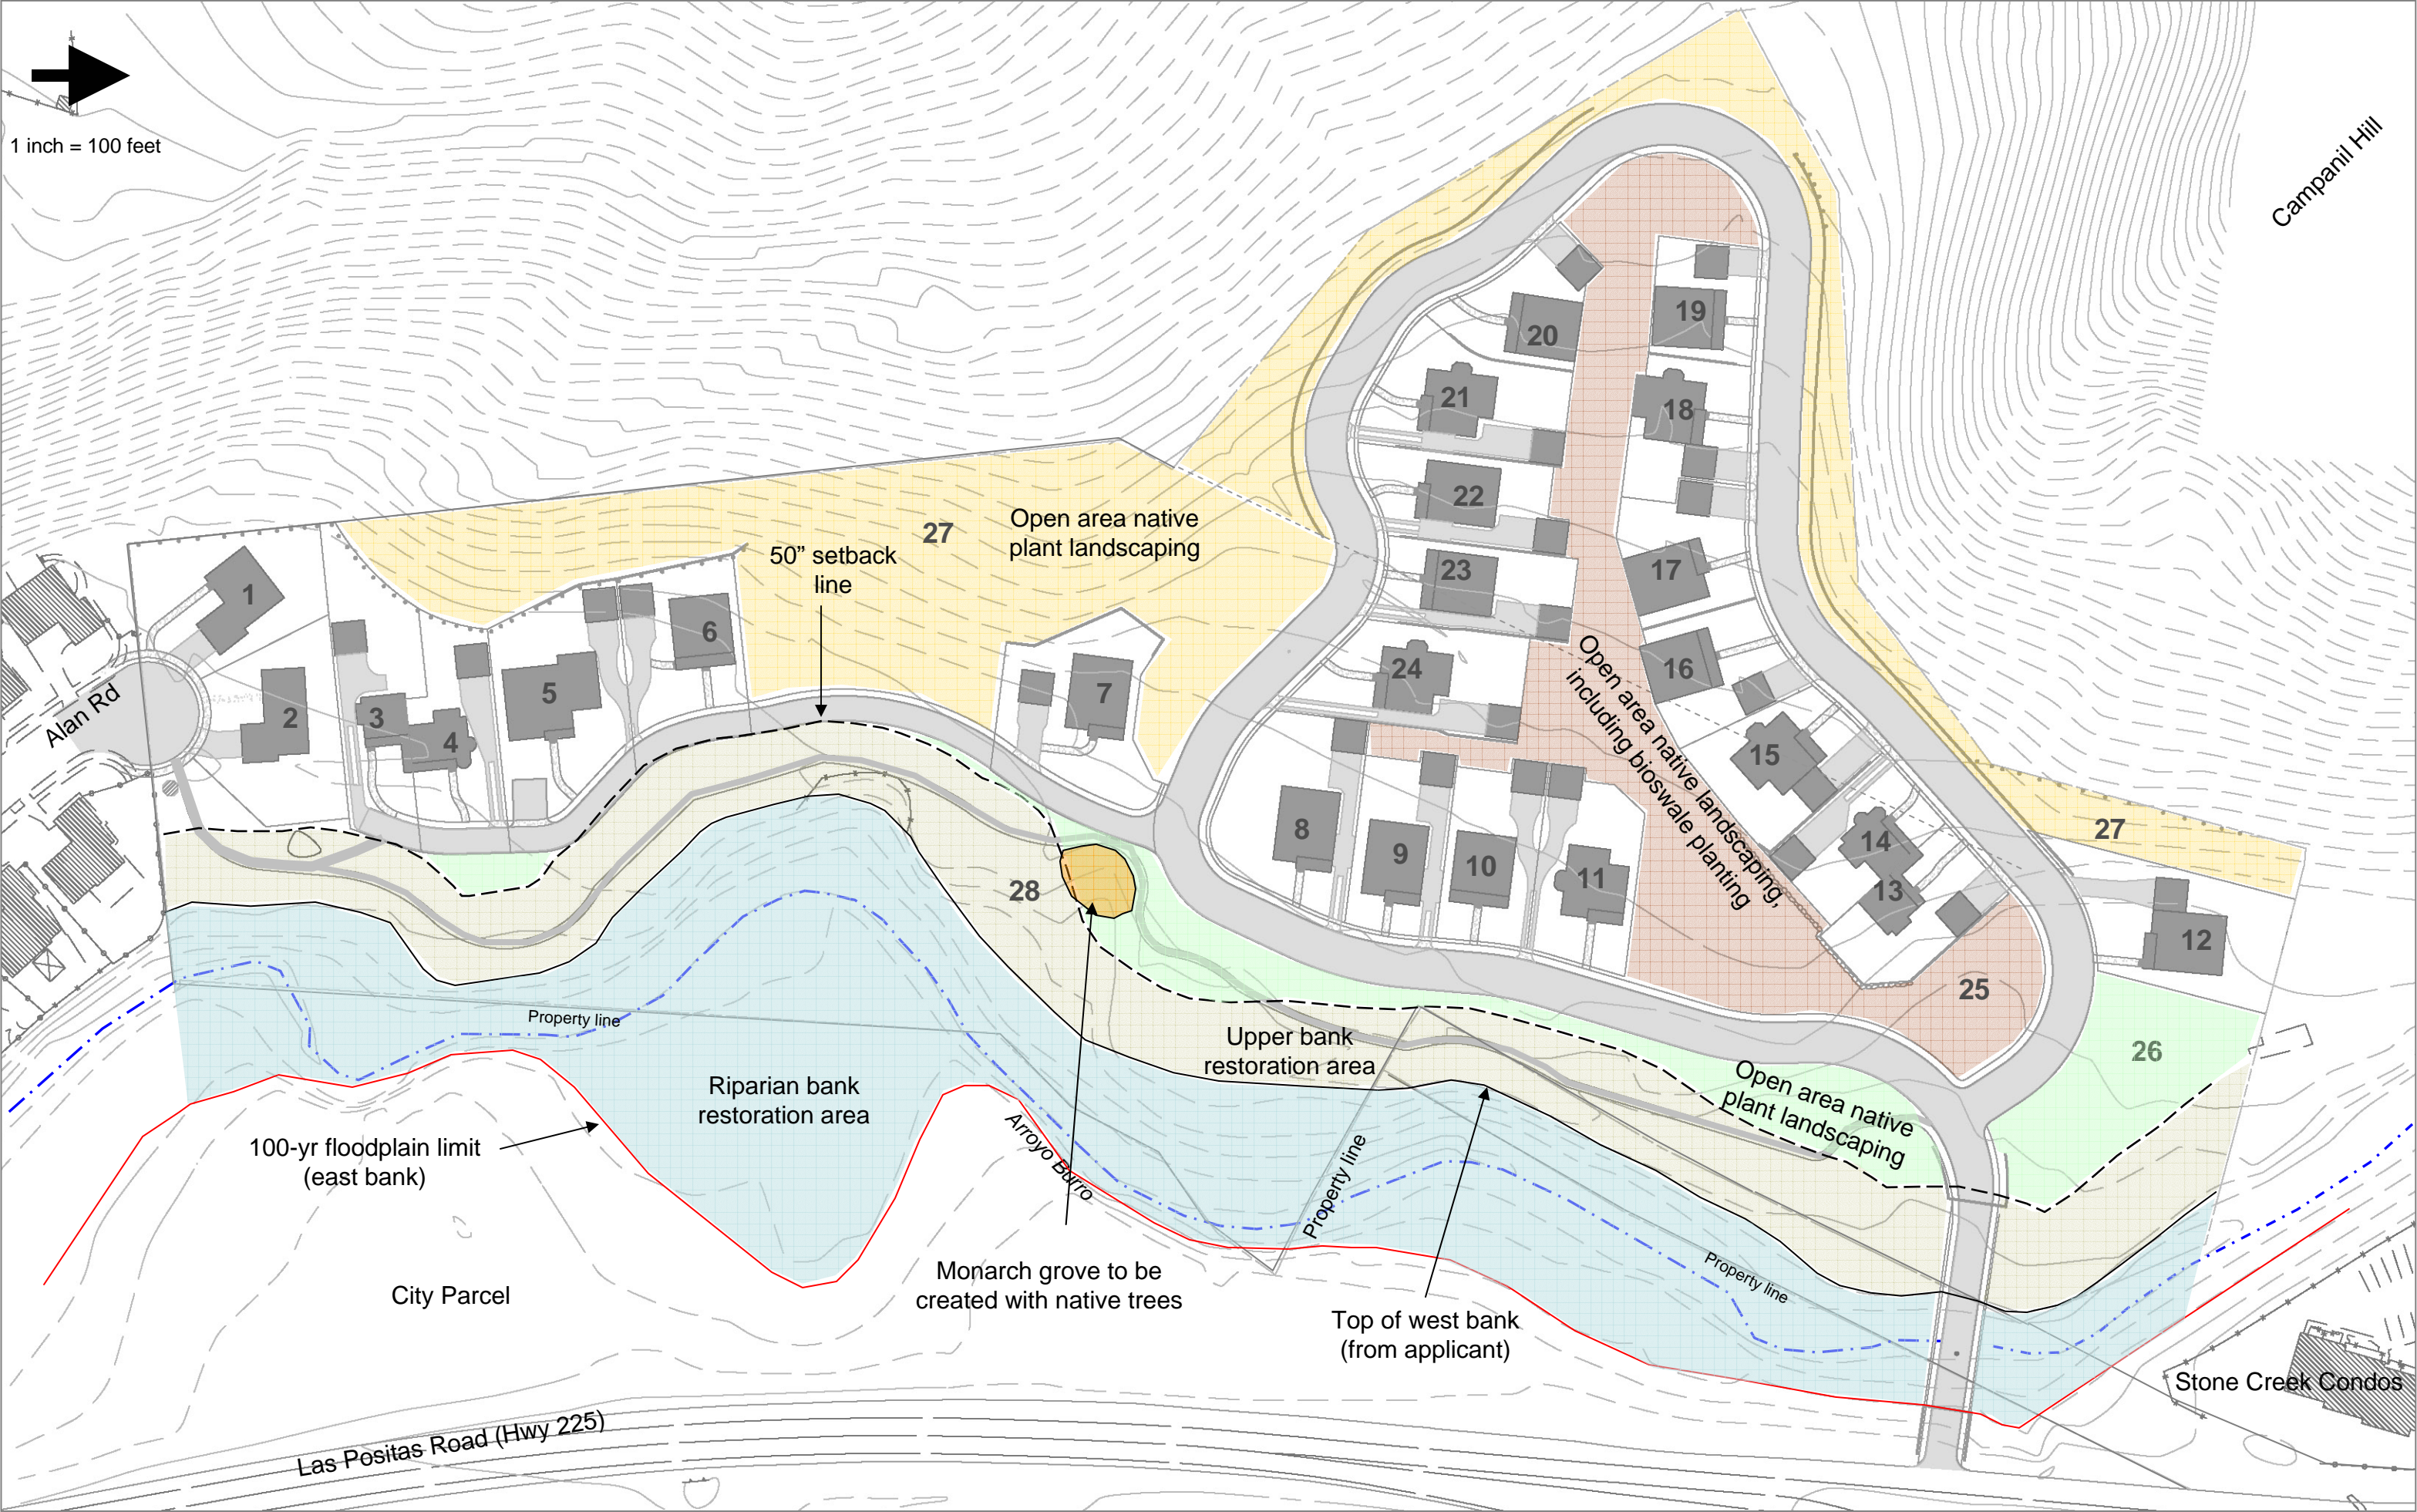 1 inch = 100 feet
Campanil Hill
19
20
21
18
22
27
Open area native
plant landscaping
50” setback
line
23
17
1
6
24
16
Open area native landscaping,
including bioswale planting
7
5
Alan Rd
2
3
4
15
8
9
10
11
14
13
27
28
12
25
Property line
Upper bank
restoration area
26
Open area native
plant landscaping
Riparian bank
restoration area
100-yr floodplain limit
(east bank)
Arroyo Burro
Property line
Property line
City Parcel
Monarch grove to be
created with native trees
Top of west bank
(from applicant)
Stone Creek Condos
Las Positas Road (Hwy 225)